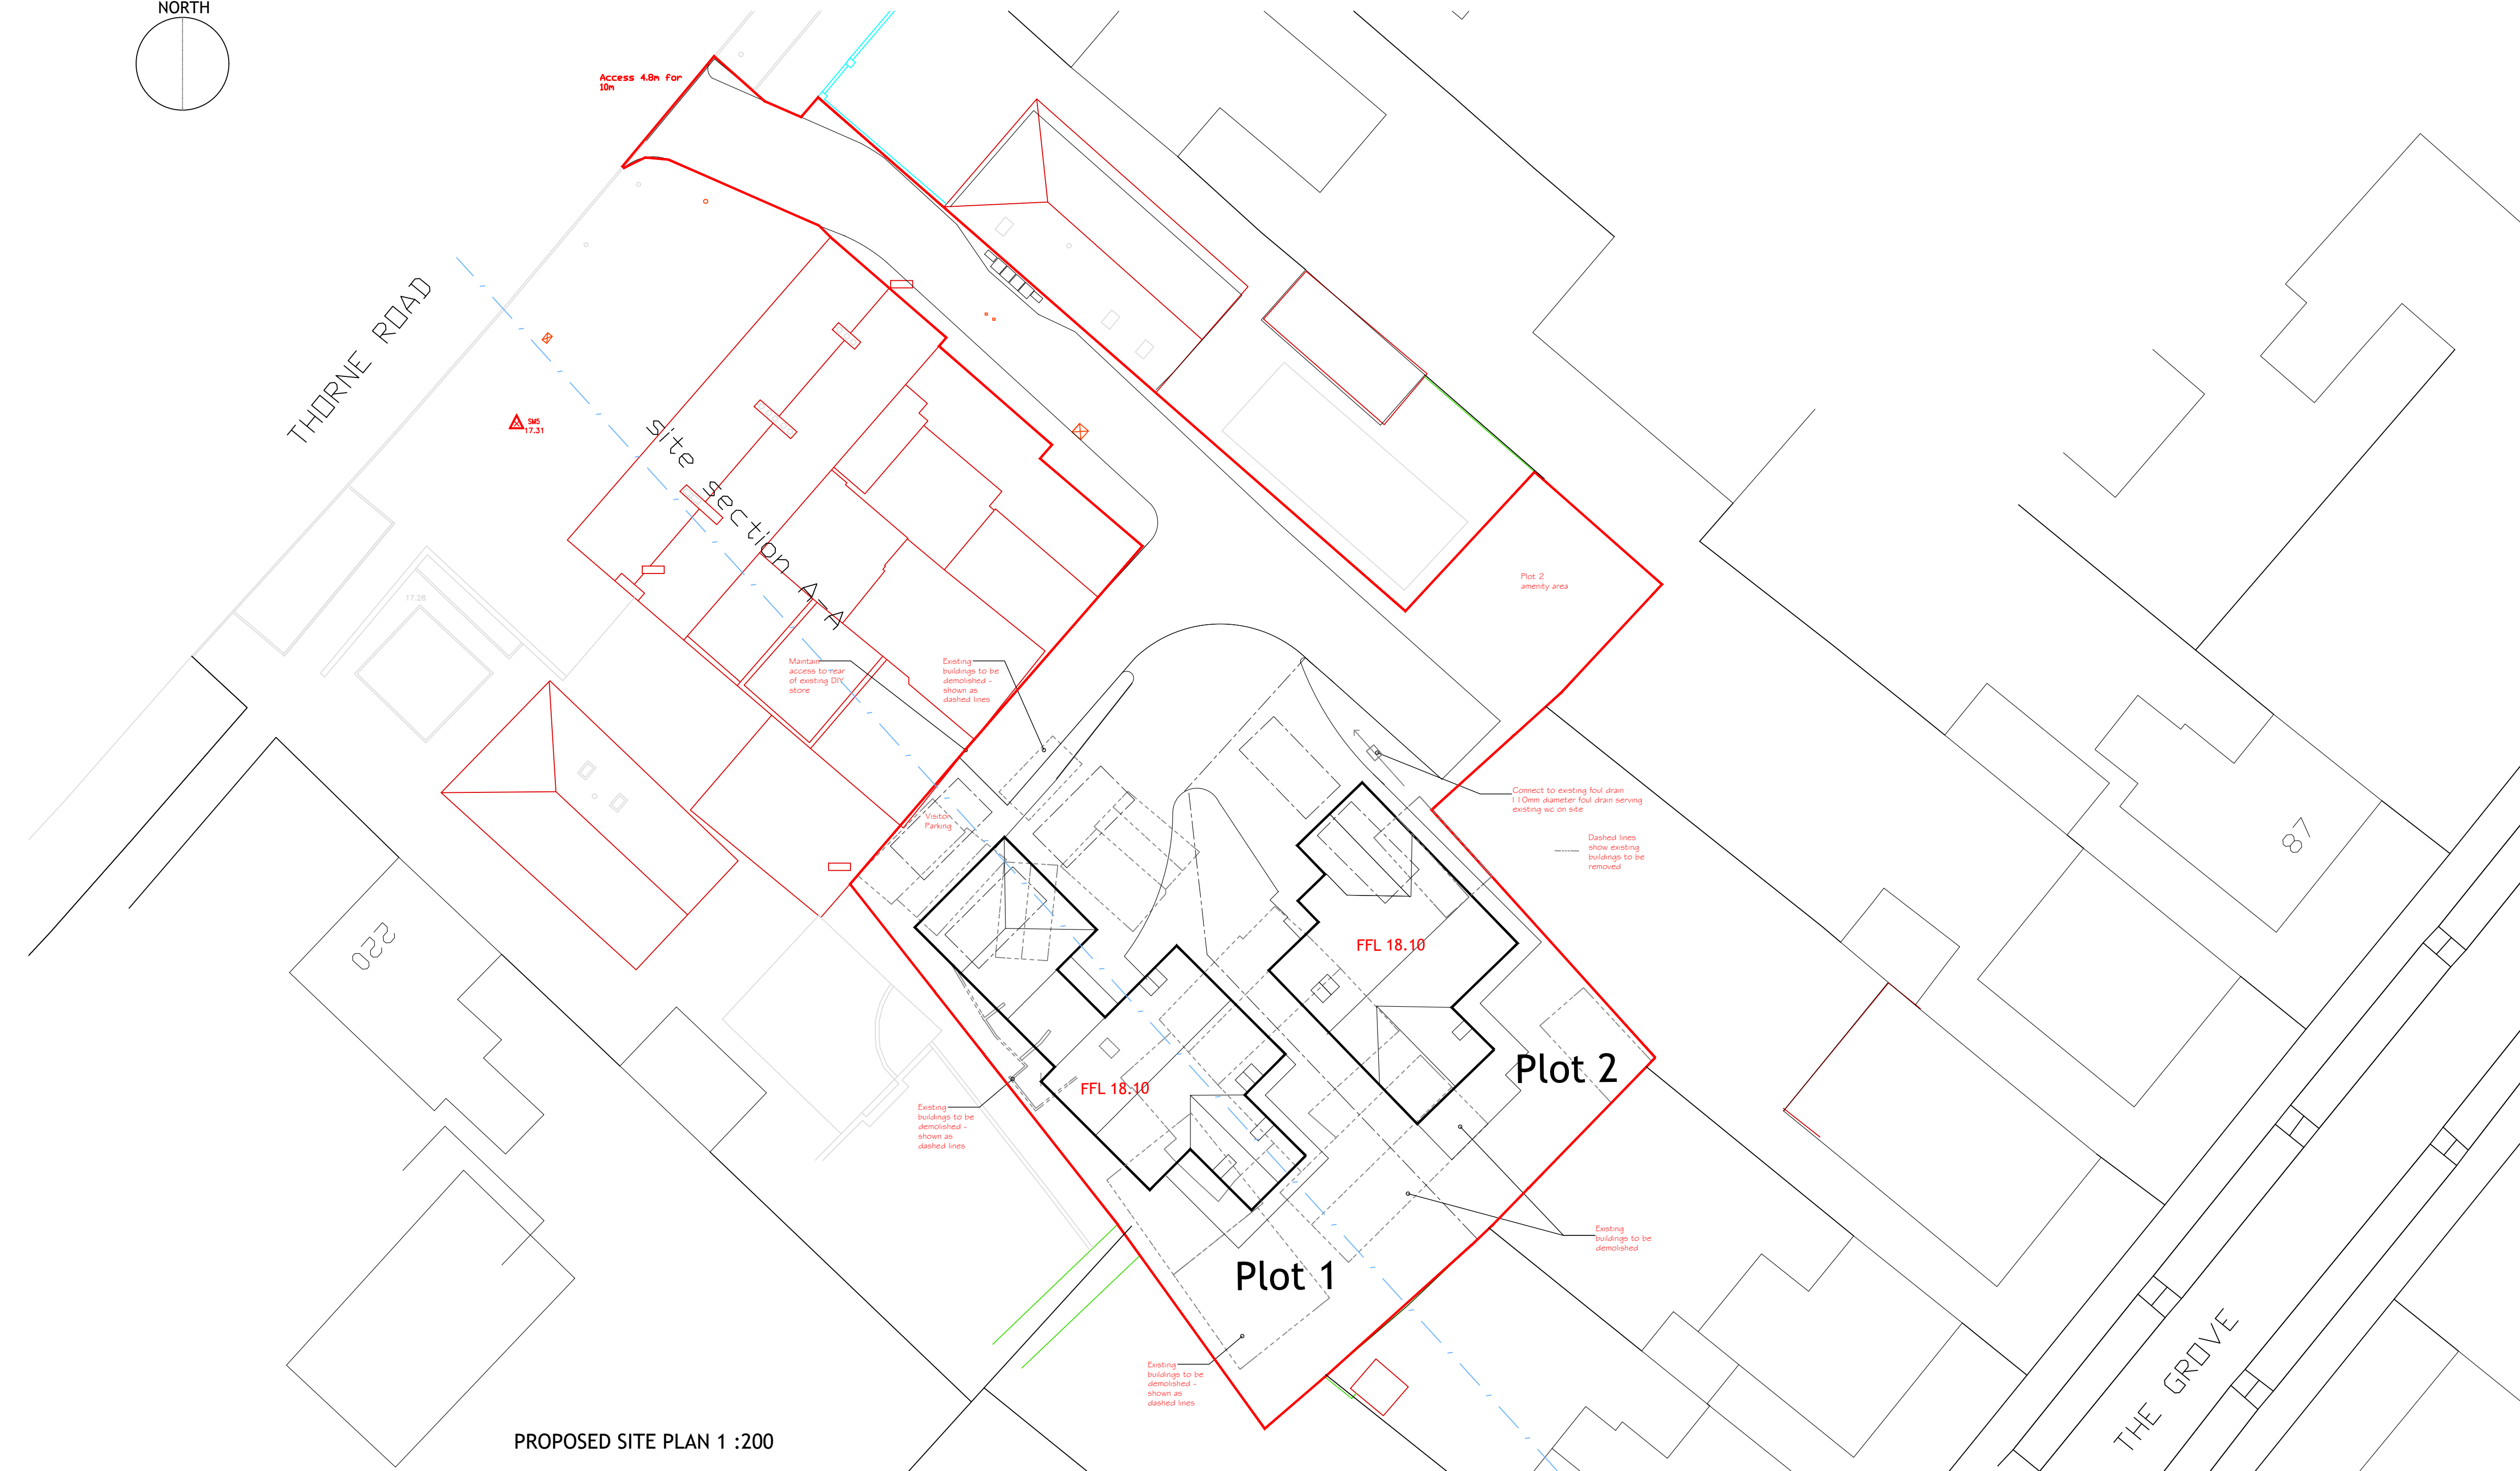 NORTH
Access 4.8m for
10m
THORNE ROAD
SM5
17.31
site section A-A
17.28
Plot 2
amenity area
Maintain
access to rear
of existing DIY
store
Existing
buildings to be
demolished -
shown as
dashed lines
Visitor
Parking
Connect to existing foul drain
110mm diameter foul drain serving
existing wc on site
Dashed lines
show existing
buildings to be
removed
87
550
FFL 18.10
FFL 18.10
Plot 2
Existing
buildings to be
demolished -
shown as
dashed lines
Existing
buildings to be
demolished
Plot 1
Existing
buildings to be
demolished -
shown as
dashed lines
THE GROVE
PROPOSED SITE PLAN 1 :200